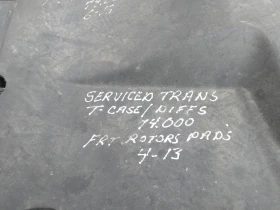 SERVICED TRANS
T-CASE/DIFFS
74.000
FRT ROTORS PADS
4-13